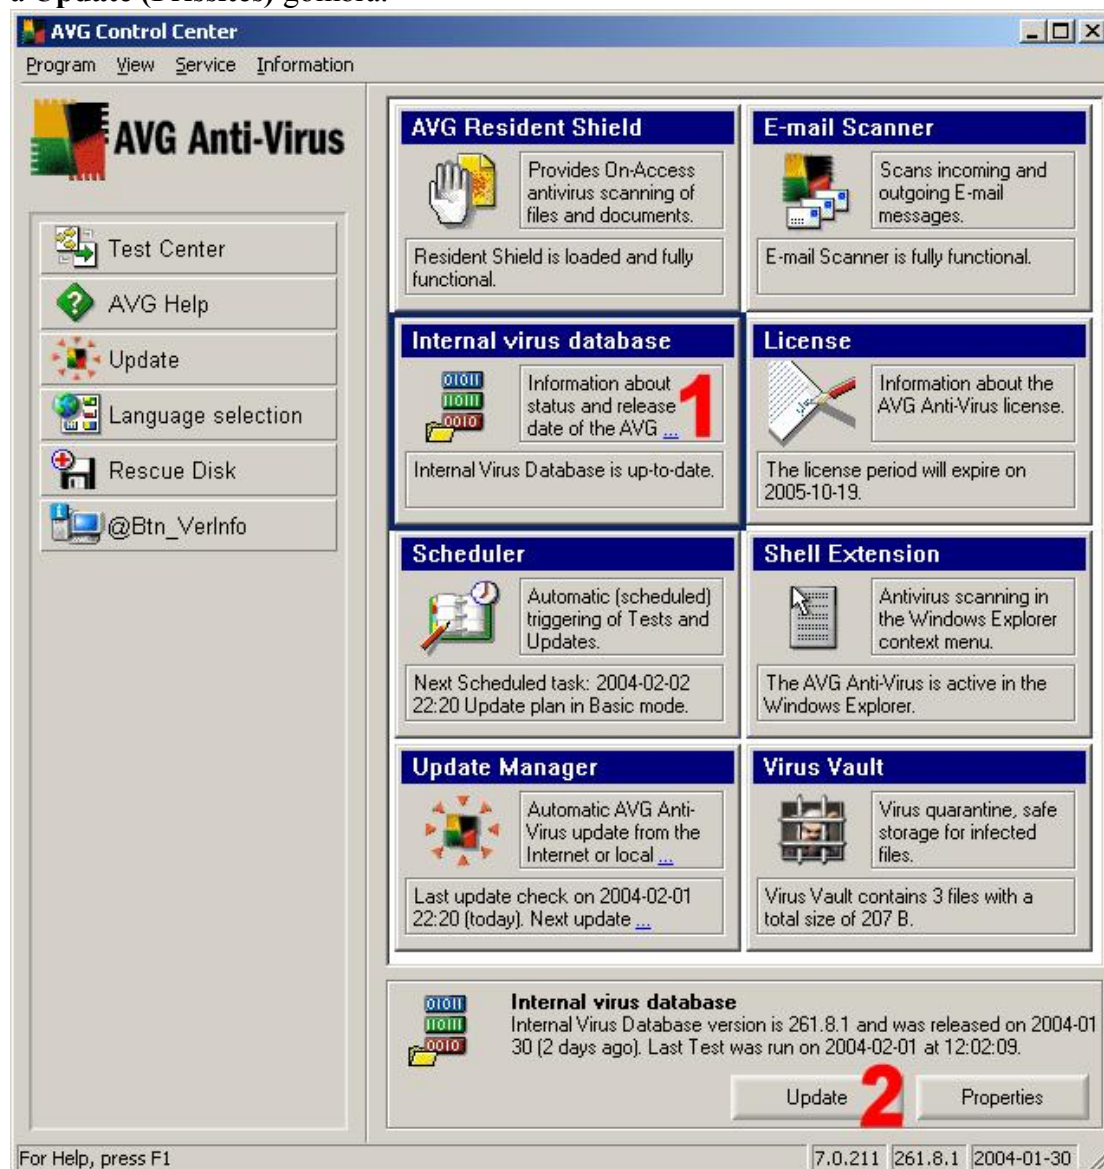 a Update (Frissítés) gombra.
AVG Control Center
Program View Service Information
AVG Anti-Virus
Test Center
AVG Help
Update
Language selection
Rescue Disk
@Btn_VerInfo
AVG Resident Shield
Provides On-Access
antivirus scanning of
files and documents.
Resident Shield is loaded and fully
functional.
E-mail Scanner
Scans incoming and
outgoing E-mail
messages.
E-mail Scanner is fully functional.
Internal virus database
01011
11011
0010
Information about
status and release
date of the AVG ...
1
Internal Virus Database is up-to-date.
License
Information about the
AVG Anti-Virus license.
The license period will expire on
2005-10-19.
Scheduler
Automatic (scheduled)
triggering of Tests and
Updates.
Next Scheduled task: 2004-02-02
22:20 Update plan in Basic mode.
Shell Extension
Antivirus scanning in
the Windows Explorer
context menu.
The AVG Anti-Virus is active in the
Windows Explorer.
Update Manager
Automatic AVG Anti-
Virus update from the
Internet or local ...
Last update check on 2004-02-01
22:20 (today). Next update ...
Virus Vault
Virus quarantine, safe
storage for infected
files.
Virus Vault contains 3 files with a
total size of 207 B.
01011
11011
0010
Internal virus database
Internal Virus Database version is 261.8.1 and was released on 2004-01
30 (2 days ago). Last Test was run on 2004-02-01 at 12:02:09.
Update 2 Properties
For Help, press F1 7.0.211 261.8.1 2004-01-30